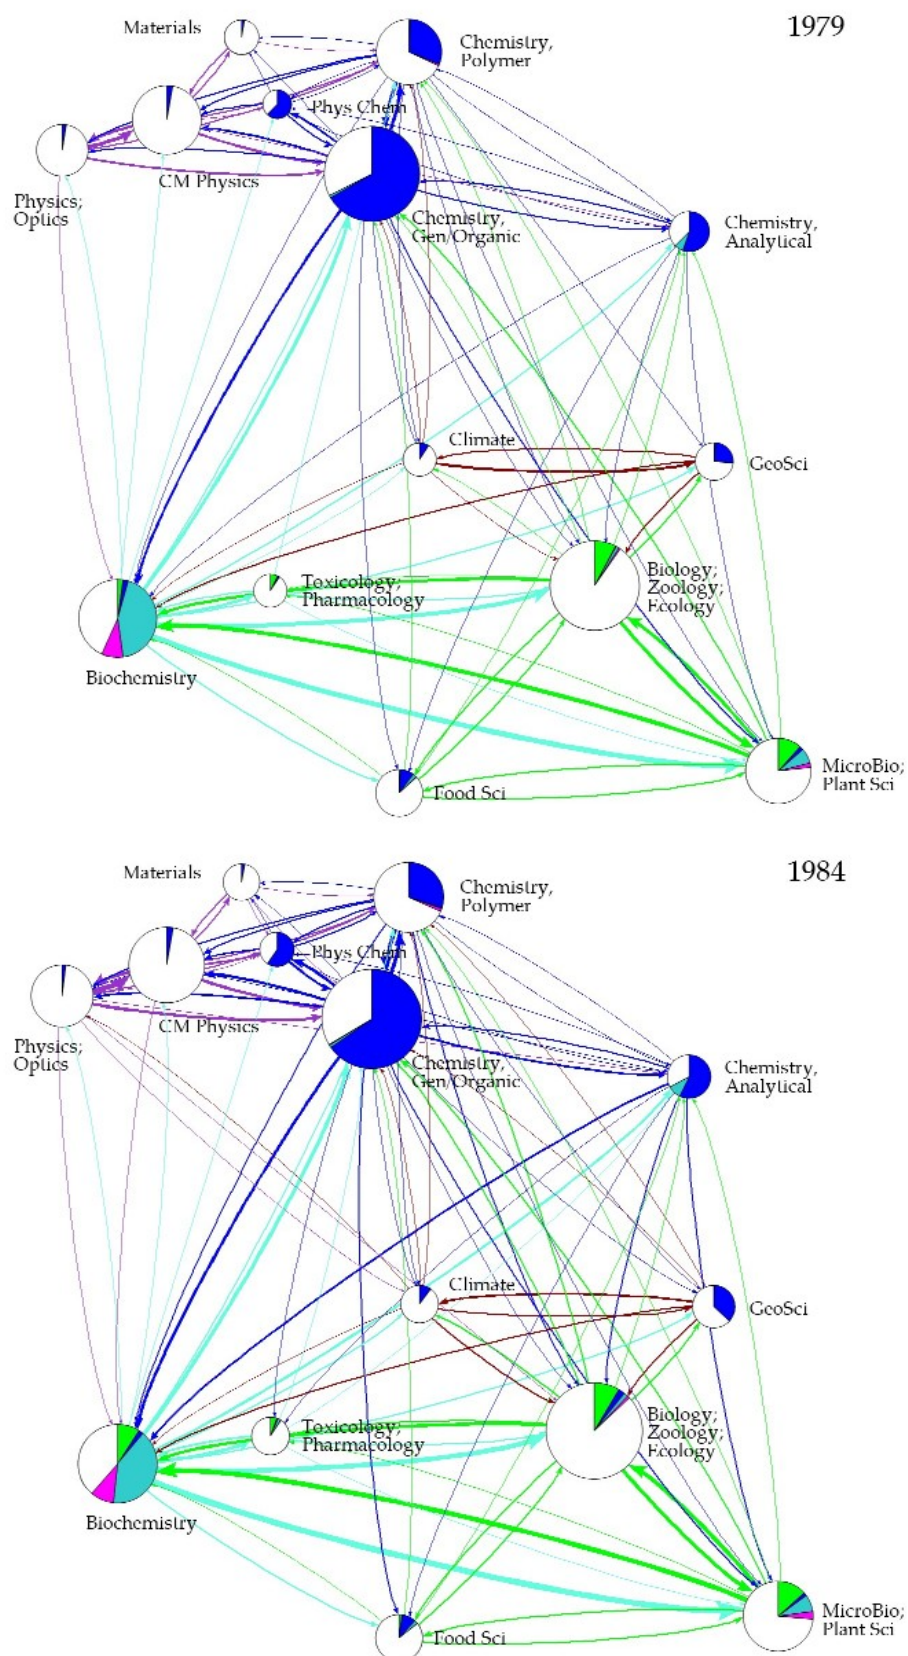 1979
Materials
Chemistry,
Polymer
Phys Chem
CM Physics
Physics;
Optics
Chemistry,
Gen/Organic
Chemistry,
Analytical
Climate
GeoSci
Toxicology;
Pharmacology
Biology;
Zoology;
Ecology
Biochemistry
Food Sci
MicroBio;
Plant Sci
1984
Materials
Chemistry,
Polymer
Phys Chem
CM Physics
Physics;
Optics
Chemistry,
Gen/Organic
Chemistry,
Analytical
Climate
GeoSci
Toxicology;
Pharmacology
Biology;
Zoology;
Ecology
Biochemistry
Food Sci
MicroBio;
Plant Sci